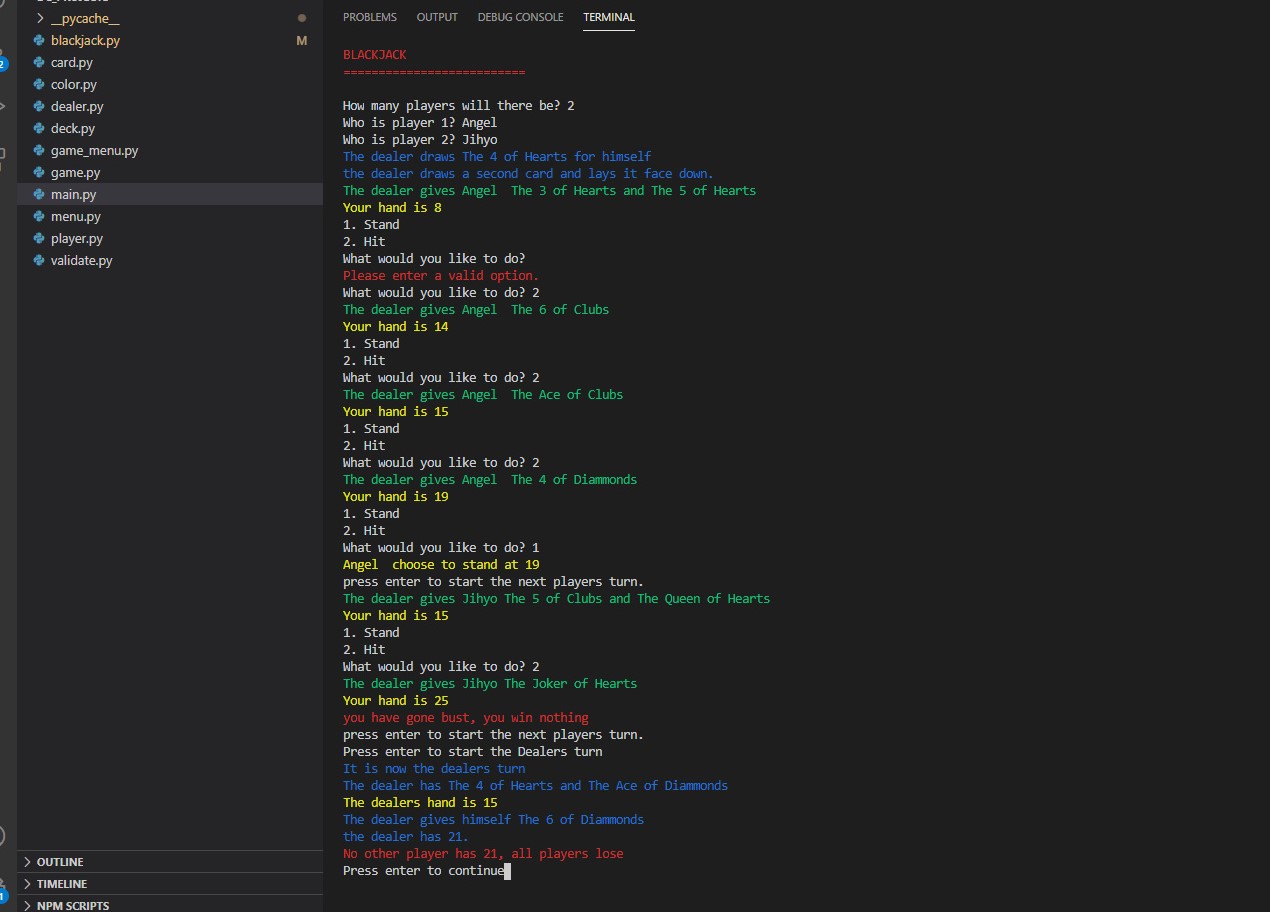 __pycache__
blackjack.py M
card.py
color.py
dealer.py
deck.py
game_menu.py
game.py
main.py
menu.py
player.py
validate.py
OUTLINE
TIMELINE
NPM SCRIPTS
2
1
PROBLEMS OUTPUT DEBUG CONSOLE TERMINAL
BLACKJACK
==========================
How many players will there be? 2
Who is player 1? Angel
Who is player 2? Jihyo
The dealer draws The 4 of Hearts for himself
the dealer draws a second card and lays it face down.
The dealer gives Angel  The 3 of Hearts and The 5 of Hearts
Your hand is 8
1. Stand
2. Hit
What would you like to do?
Please enter a valid option.
What would you like to do? 2
The dealer gives Angel  The 6 of Clubs
Your hand is 14
1. Stand
2. Hit
What would you like to do? 2
The dealer gives Angel  The Ace of Clubs
Your hand is 15
1. Stand
2. Hit
What would you like to do? 2
The dealer gives Angel  The 4 of Diammonds
Your hand is 19
1. Stand
2. Hit
What would you like to do? 1
Angel  choose to stand at 19
press enter to start the next players turn.
The dealer gives Jihyo The 5 of Clubs and The Queen of Hearts
Your hand is 15
1. Stand
2. Hit
What would you like to do? 2
The dealer gives Jihyo The Joker of Hearts
Your hand is 25
you have gone bust, you win nothing
press enter to start the next players turn.
Press enter to start the Dealers turn
It is now the dealers turn
The dealer has The 4 of Hearts and The Ace of Diammonds
The dealers hand is 15
The dealer gives himself The 6 of Diammonds
the dealer has 21.
No other player has 21, all players lose
Press enter to continue